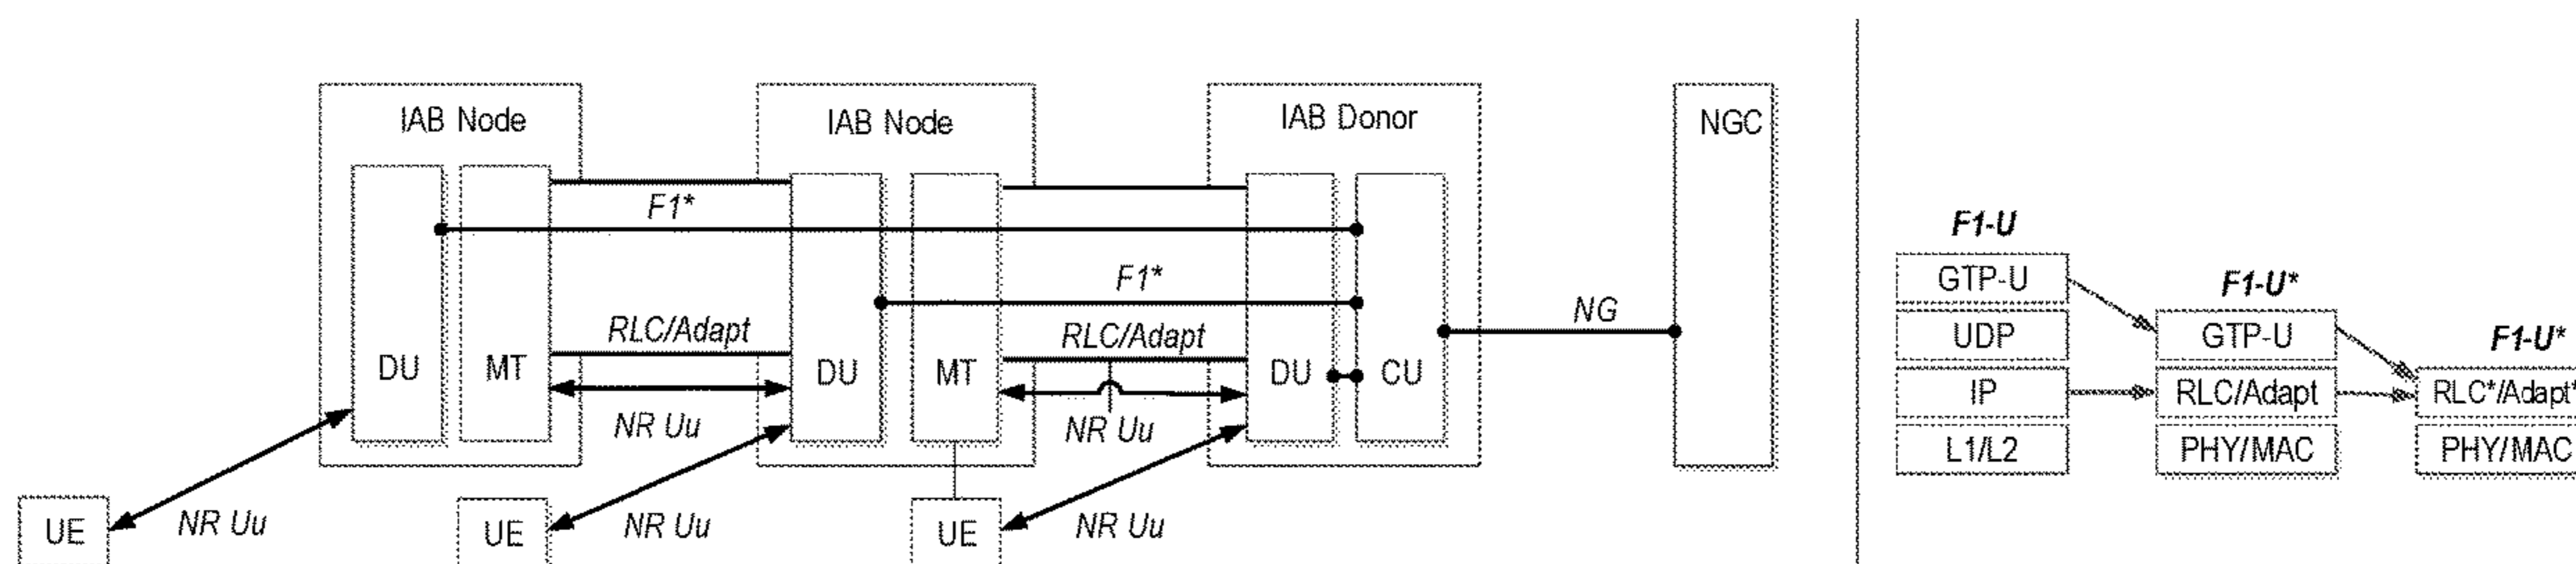 IAB Node
IAB Node
IAB Donor
NGC
F1*
F1*
NG
RLC/Adapt
RLC/Adapt
DU
MT
DU
MT
DU
CU
NR Uu
NR Uu
UE
NR Uu
UE
NR Uu
UE
NR Uu
F1-U
GTP-U
UDP
IP
L1/L2
F1-U*
GTP-U
RLC/Adapt
PHY/MAC
F1-U*
RLC*/Adapt*
PHY/MAC